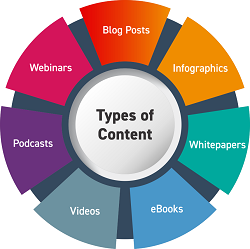 Blog Posts
Infographics
Whitepapers
eBooks
Videos
Podcasts
Webinars
Types of
Content